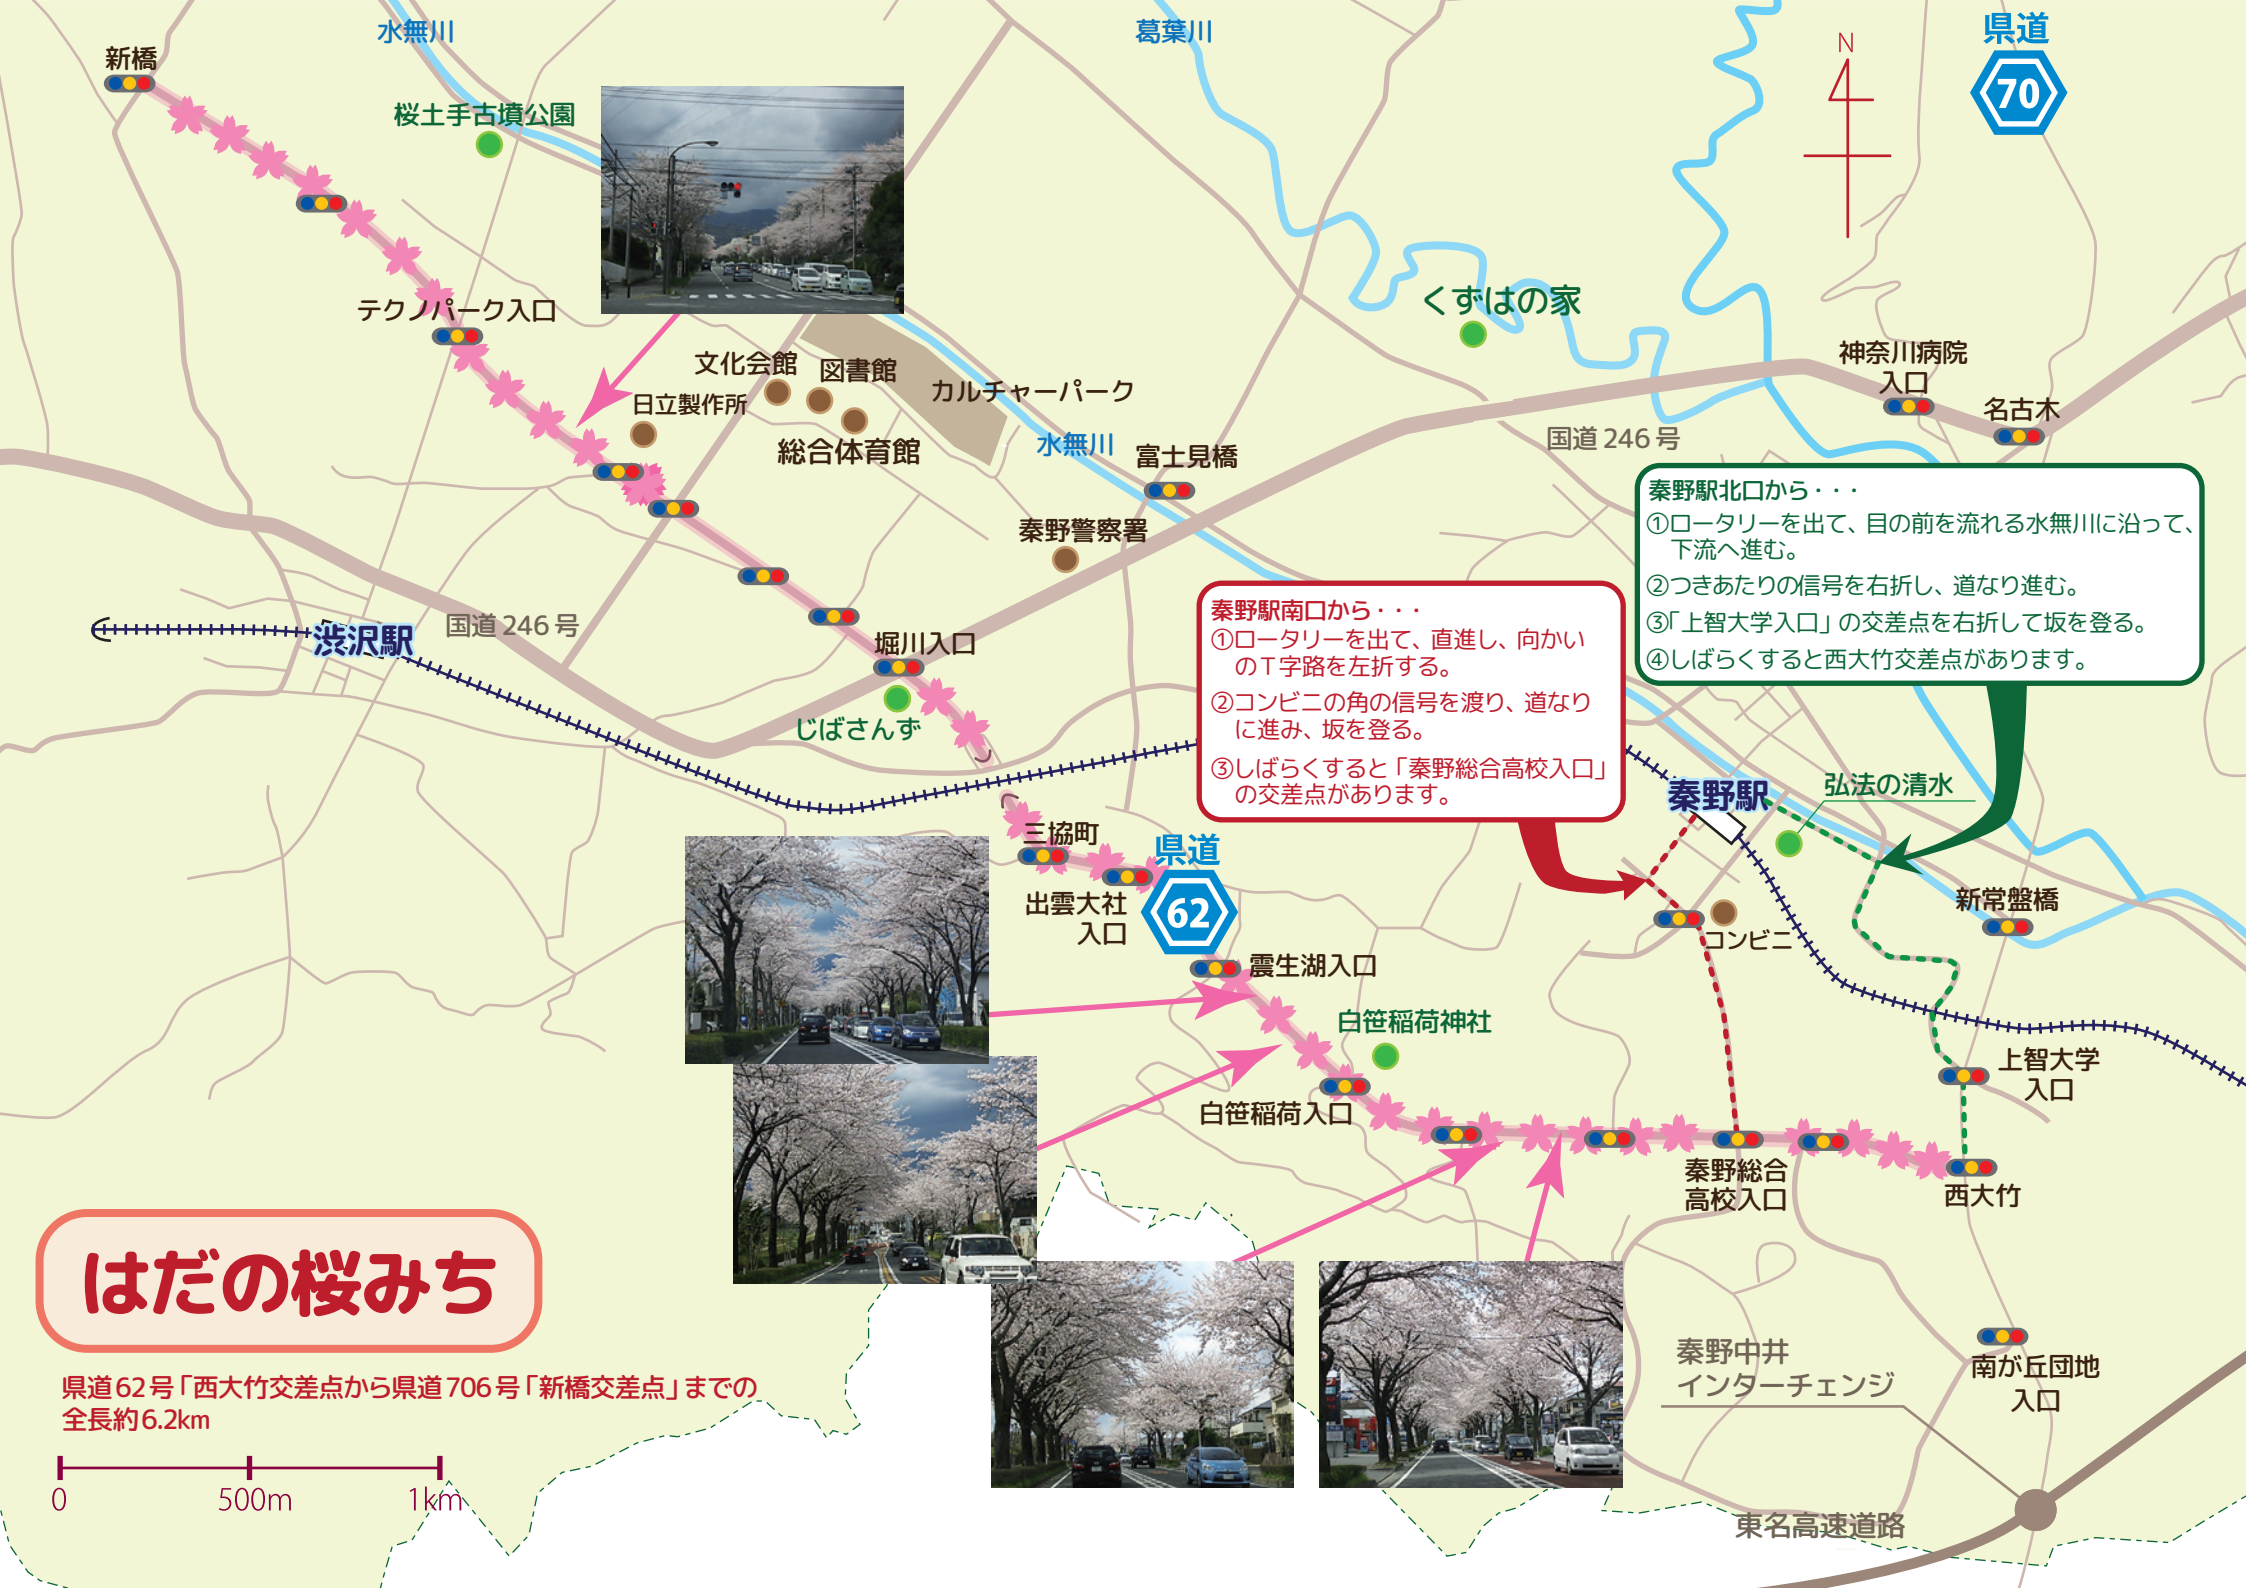 水無川
葛葉川
県道
70
N
新橋
桜土手古墳公園
テクノパーク入口
くずはの家
文化会館
図書館
日立製作所
カルチャーパーク
総合体育館
水無川
富士見橋
秦野警察署
神奈川病院
入口
名古木
国道246号
秦野駅北口から・・・
①ロータリーを出て、目の前を流れる水無川に沿って、
下流へ進む。
②つきあたりの信号を右折し、道なり進む。
③「上智大学入口」の交差点を右折して坂を登る。
④しばらくすると西大竹交差点があります。
秦野駅南口から・・・
①ロータリーを出て、直進し、向かい
のT字路を左折する。
②コンビニの角の信号を渡り、道なり
に進み、坂を登る。
③しばらくすると「秦野総合高校入口」
の交差点があります。
渋沢駅
国道246号
堀川入口
じばさんず
秦野駅
弘法の清水
三協町
県道
62
出雲大社
入口
新常盤橋
コンビニ
震生湖入口
白笹稲荷神社
白笹稲荷入口
上智大学
入口
秦野総合
高校入口
西大竹
はだの桜みち
県道62号「西大竹交差点から県道706号「新橋交差点」までの
全長約6.2km
0
500m
1km
秦野中井
インターチェンジ
南が丘団地
入口
東名高速道路